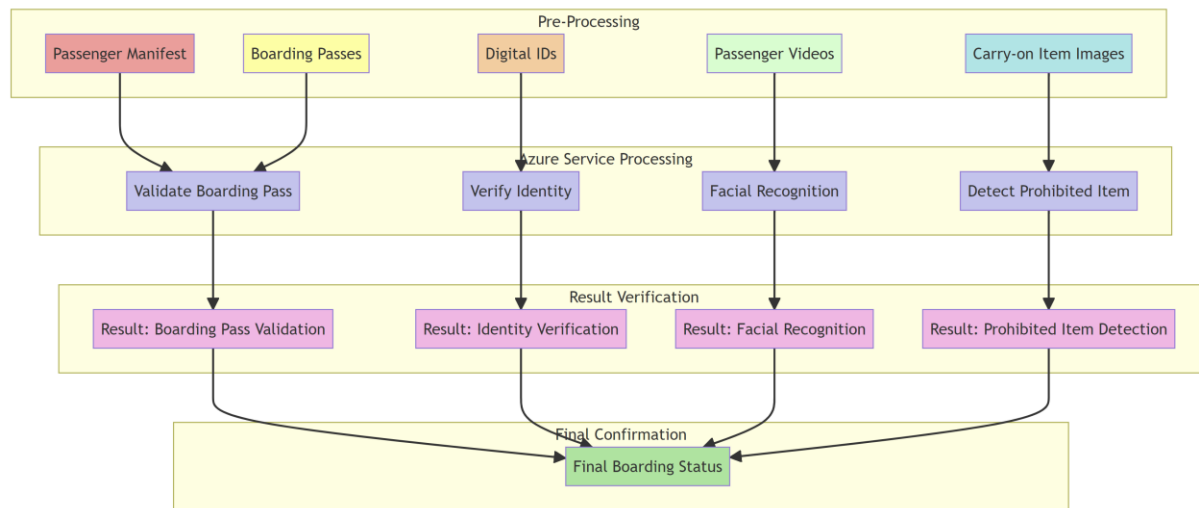 Pre-Processing
Passenger Manifest
Boarding Passes
Digital IDs
Passenger Videos
Carry-on Item Images
Azure Service Processing
Validate Boarding Pass
Verify Identity
Facial Recognition
Detect Prohibited Item
Result Verification
Result: Boarding Pass Validation
Result: Identity Verification
Result: Facial Recognition
Result: Prohibited Item Detection
Final Confirmation
Final Boarding Status